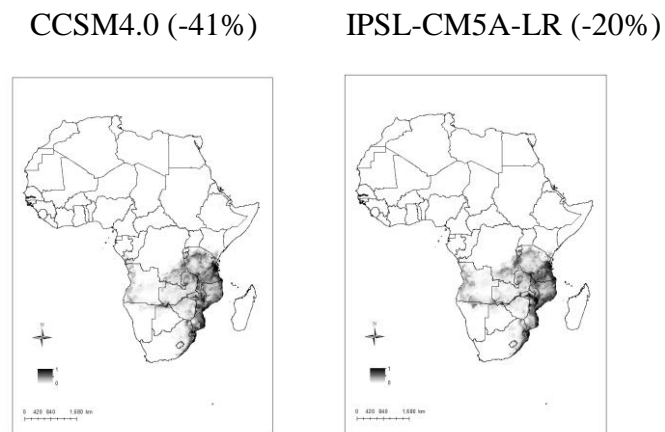 CCSM4.0 (-41%) IPSL-CM5A-LR (-20%)
N N
1 1
0 0
0 420 840 1,680 km 0 420 840 1,680 km